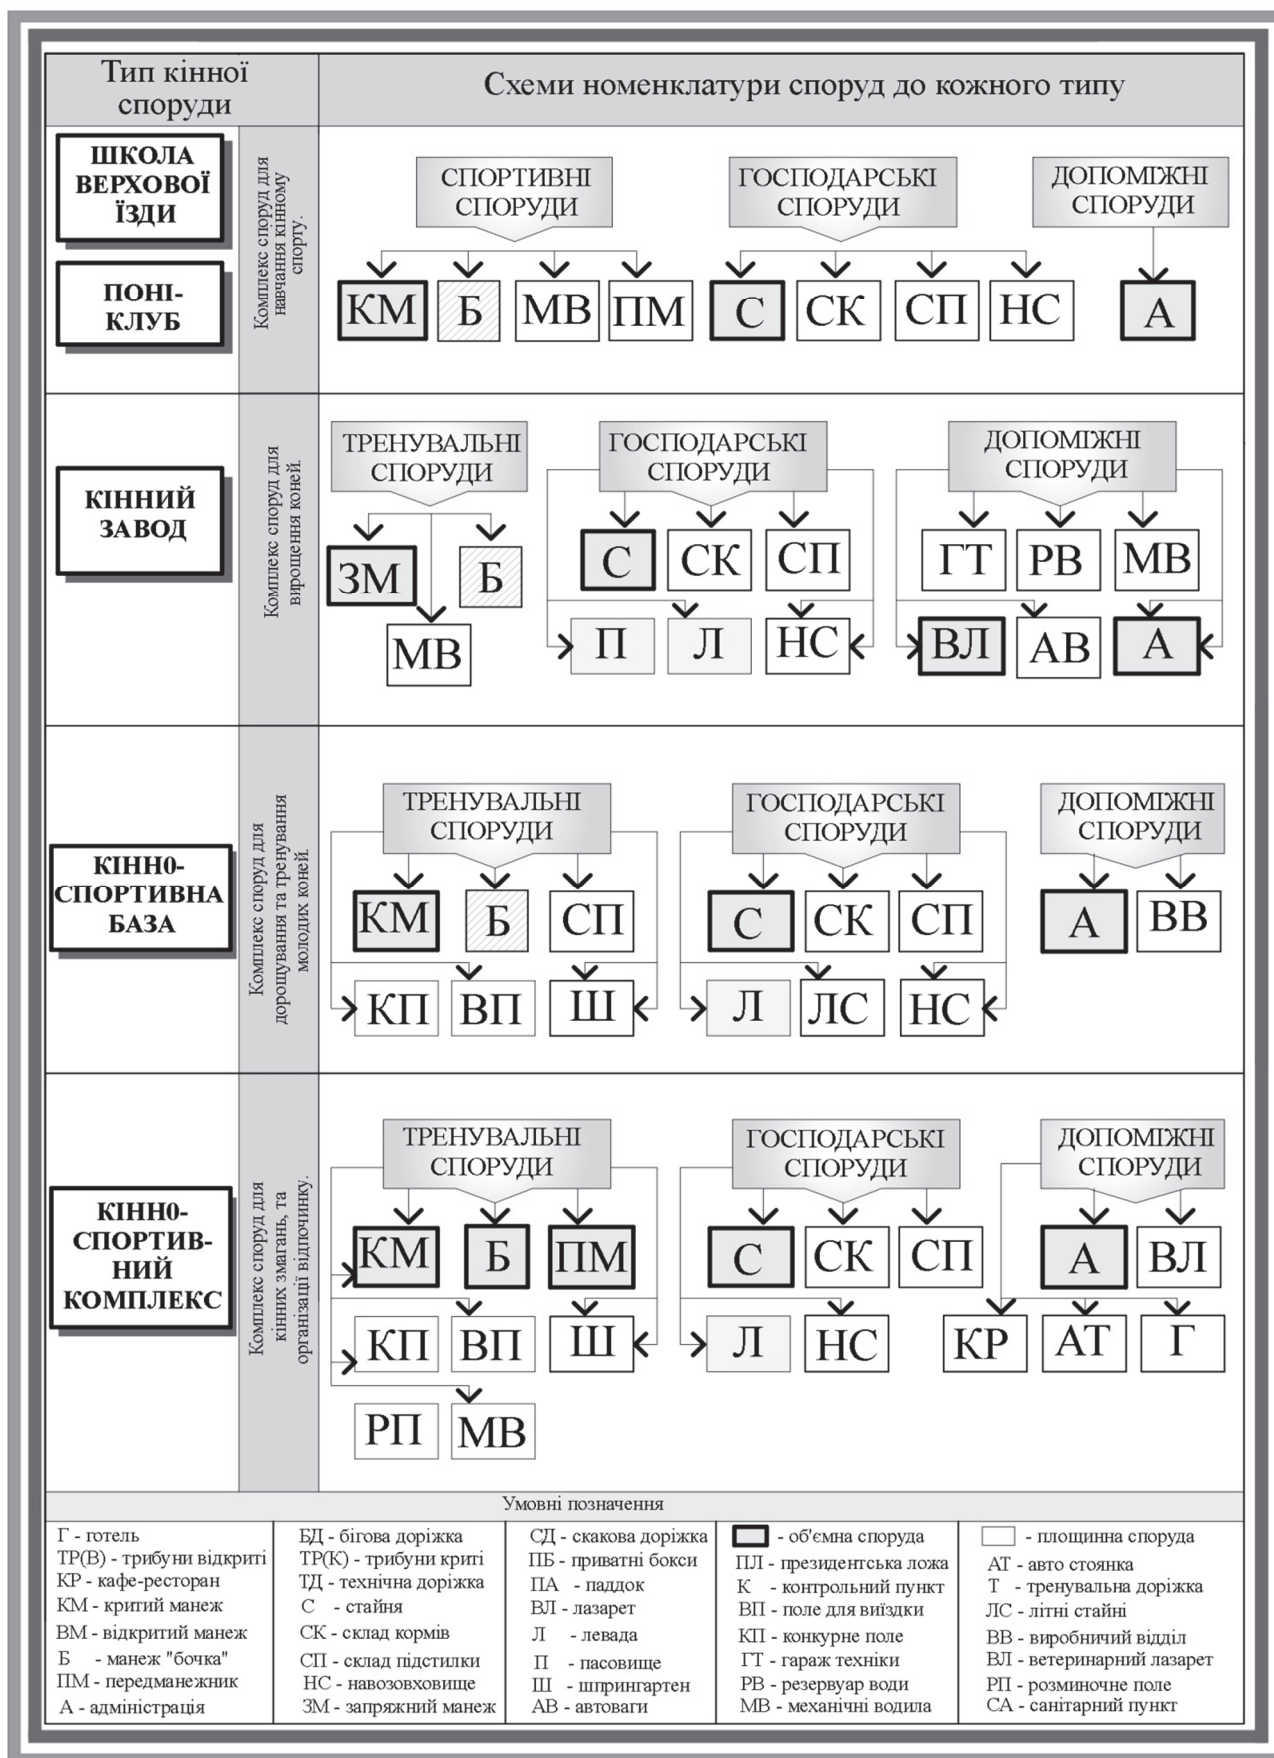 Тип кінної
споруди
Схеми номенклатури споруд до кожного типу
ШКОЛА
ВЕРХОВОЇ
ЇЗДИ
ПОНІ-
КЛУБ
Комплекс споруд для
навчання кінному
спорту.
СПОРТИВНІ
СПОРУДИ
ГОСПОДАРСЬКІ
СПОРУДИ
ДОПОМІЖНІ
СПОРУДИ
КМ Б МВ ПМ С СК СП НС А
КІННИЙ
ЗАВОД
Комплекс споруд для
вирощення коней.
ТРЕНУВАЛЬНІ
СПОРУДИ
ГОСПОДАРСЬКІ
СПОРУДИ
ДОПОМІЖНІ
СПОРУДИ
ЗМ Б С СК СП ГТ РВ МВ
МВ П Л НС ВЛ АВ А
КІНН0-
СПОРТИВНА
БАЗА
Комплекс споруд для
дорощування та тренування
молодих коней.
ТРЕНУВАЛЬНІ
СПОРУДИ
ГОСПОДАРСЬКІ
СПОРУДИ
ДОПОМІЖНІ
СПОРУДИ
КМ Б СП С СК СП А ВВ
КП ВП Ш Л ЛС НС
КІНН0-
СПОРТИВ-
НИЙ
КОМПЛЕКС
Комплекс споруд для
кінних змагань, та
організації відпочинку.
ТРЕНУВАЛЬНІ
СПОРУДИ
ГОСПОДАРСЬКІ
СПОРУДИ
ДОПОМІЖНІ
СПОРУДИ
КМ Б ПМ С СК СП А ВЛ
КП ВП Ш Л НС КР АТ Г
РП МВ
Умовні позначення
Г - готель
ТР(В) - трибуни відкриті
КР - кафе-ресторан
КМ - критий манеж
ВМ - відкритий манеж
Б - манеж "бочка"
ПМ - передманежник
А - адміністрація
БД - бігова доріжка
ТР(К) - трибуни криті
ТД - технічна доріжка
С - стайня
СК - склад кормів
СП - склад підстилки
НС - навозовховище
ЗМ - запряжний манеж
СД - скакова доріжка
ПБ - приватні бокси
ПА - паддок
ВЛ - лазарет
Л - левада
П - пасовище
Ш - шпрингартен
АВ - автоваги
- об'ємна споруда
ПЛ - президентська ложа
К - контрольний пункт
ВП - поле для виїздки
КП - конкурне поле
ГТ - гараж техніки
РВ - резервуар води
МВ - механічні водила
- площинна споруда
АТ - авто стоянка
Т - тренувальна доріжка
ЛС - літні стайні
ВВ - виробничий відділ
ВЛ - ветеринарний лазарет
РП - розминочне поле
СА - санітарний пункт